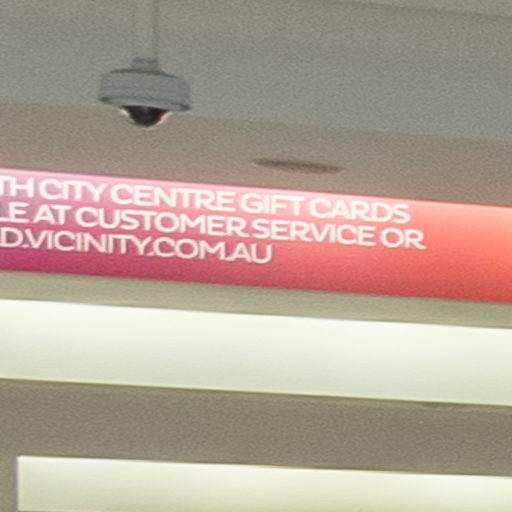 TH CITY CENTRE GIFT CARDS
LE AT CUSTOMER SERVICE OR
D.VICINITY.COM.AU